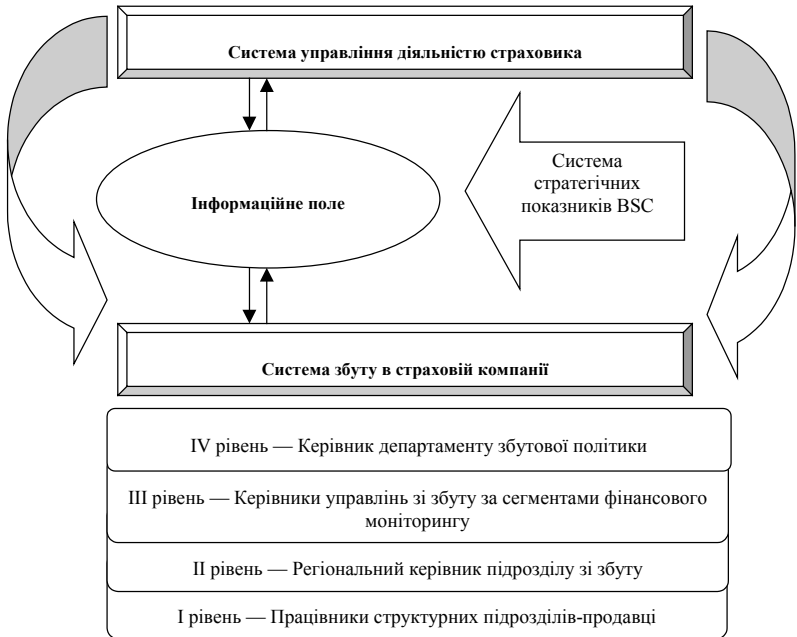 Система управління діяльністю страховика
Інформаційне поле
Система
стратегічних
показників BSC
Система збуту в страховій компанії
IV рівень — Керівник департаменту збутової політики
III рівень — Керівники управлінь зі збуту за сегментами фінансового
моніторингу
II рівень — Регіональний керівник підрозділу зі збуту
I рівень — Працівники структурних підрозділів-продавці